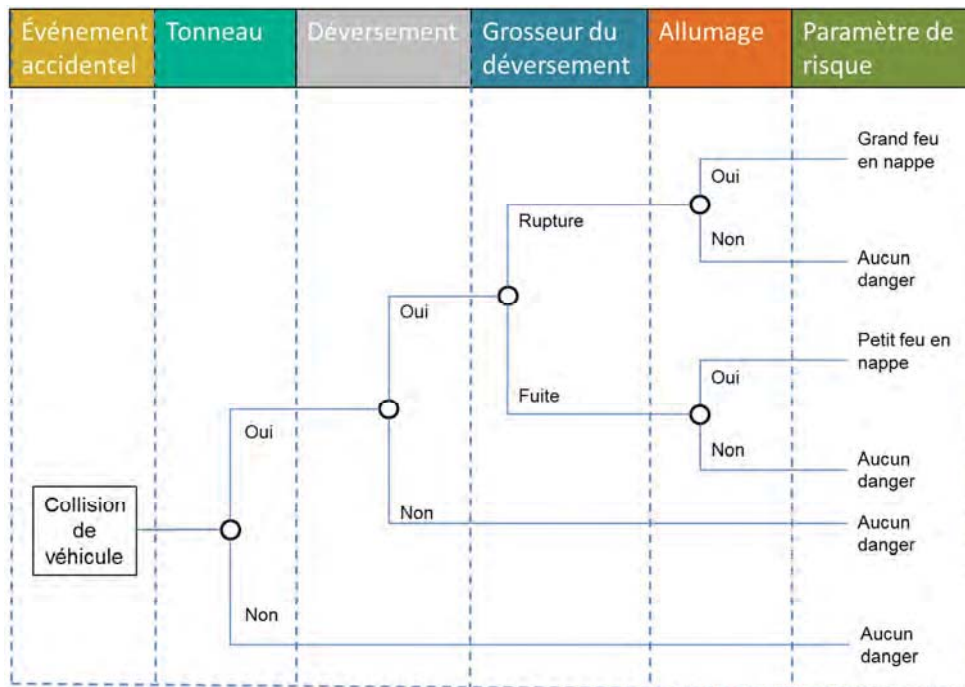 Événement
accidentel
Tonneau
Déversement
Grosseur du
déversement
Allumage
Paramètre de
risque
Grand feu
en nappe
Oui
Rupture
Non
Aucun
danger
Oui
Petit feu en
nappe
Oui
Fuite
Oui
Non
Aucun
danger
Collision
de
véhicule
Non
Aucun
danger
Non
Aucun
danger